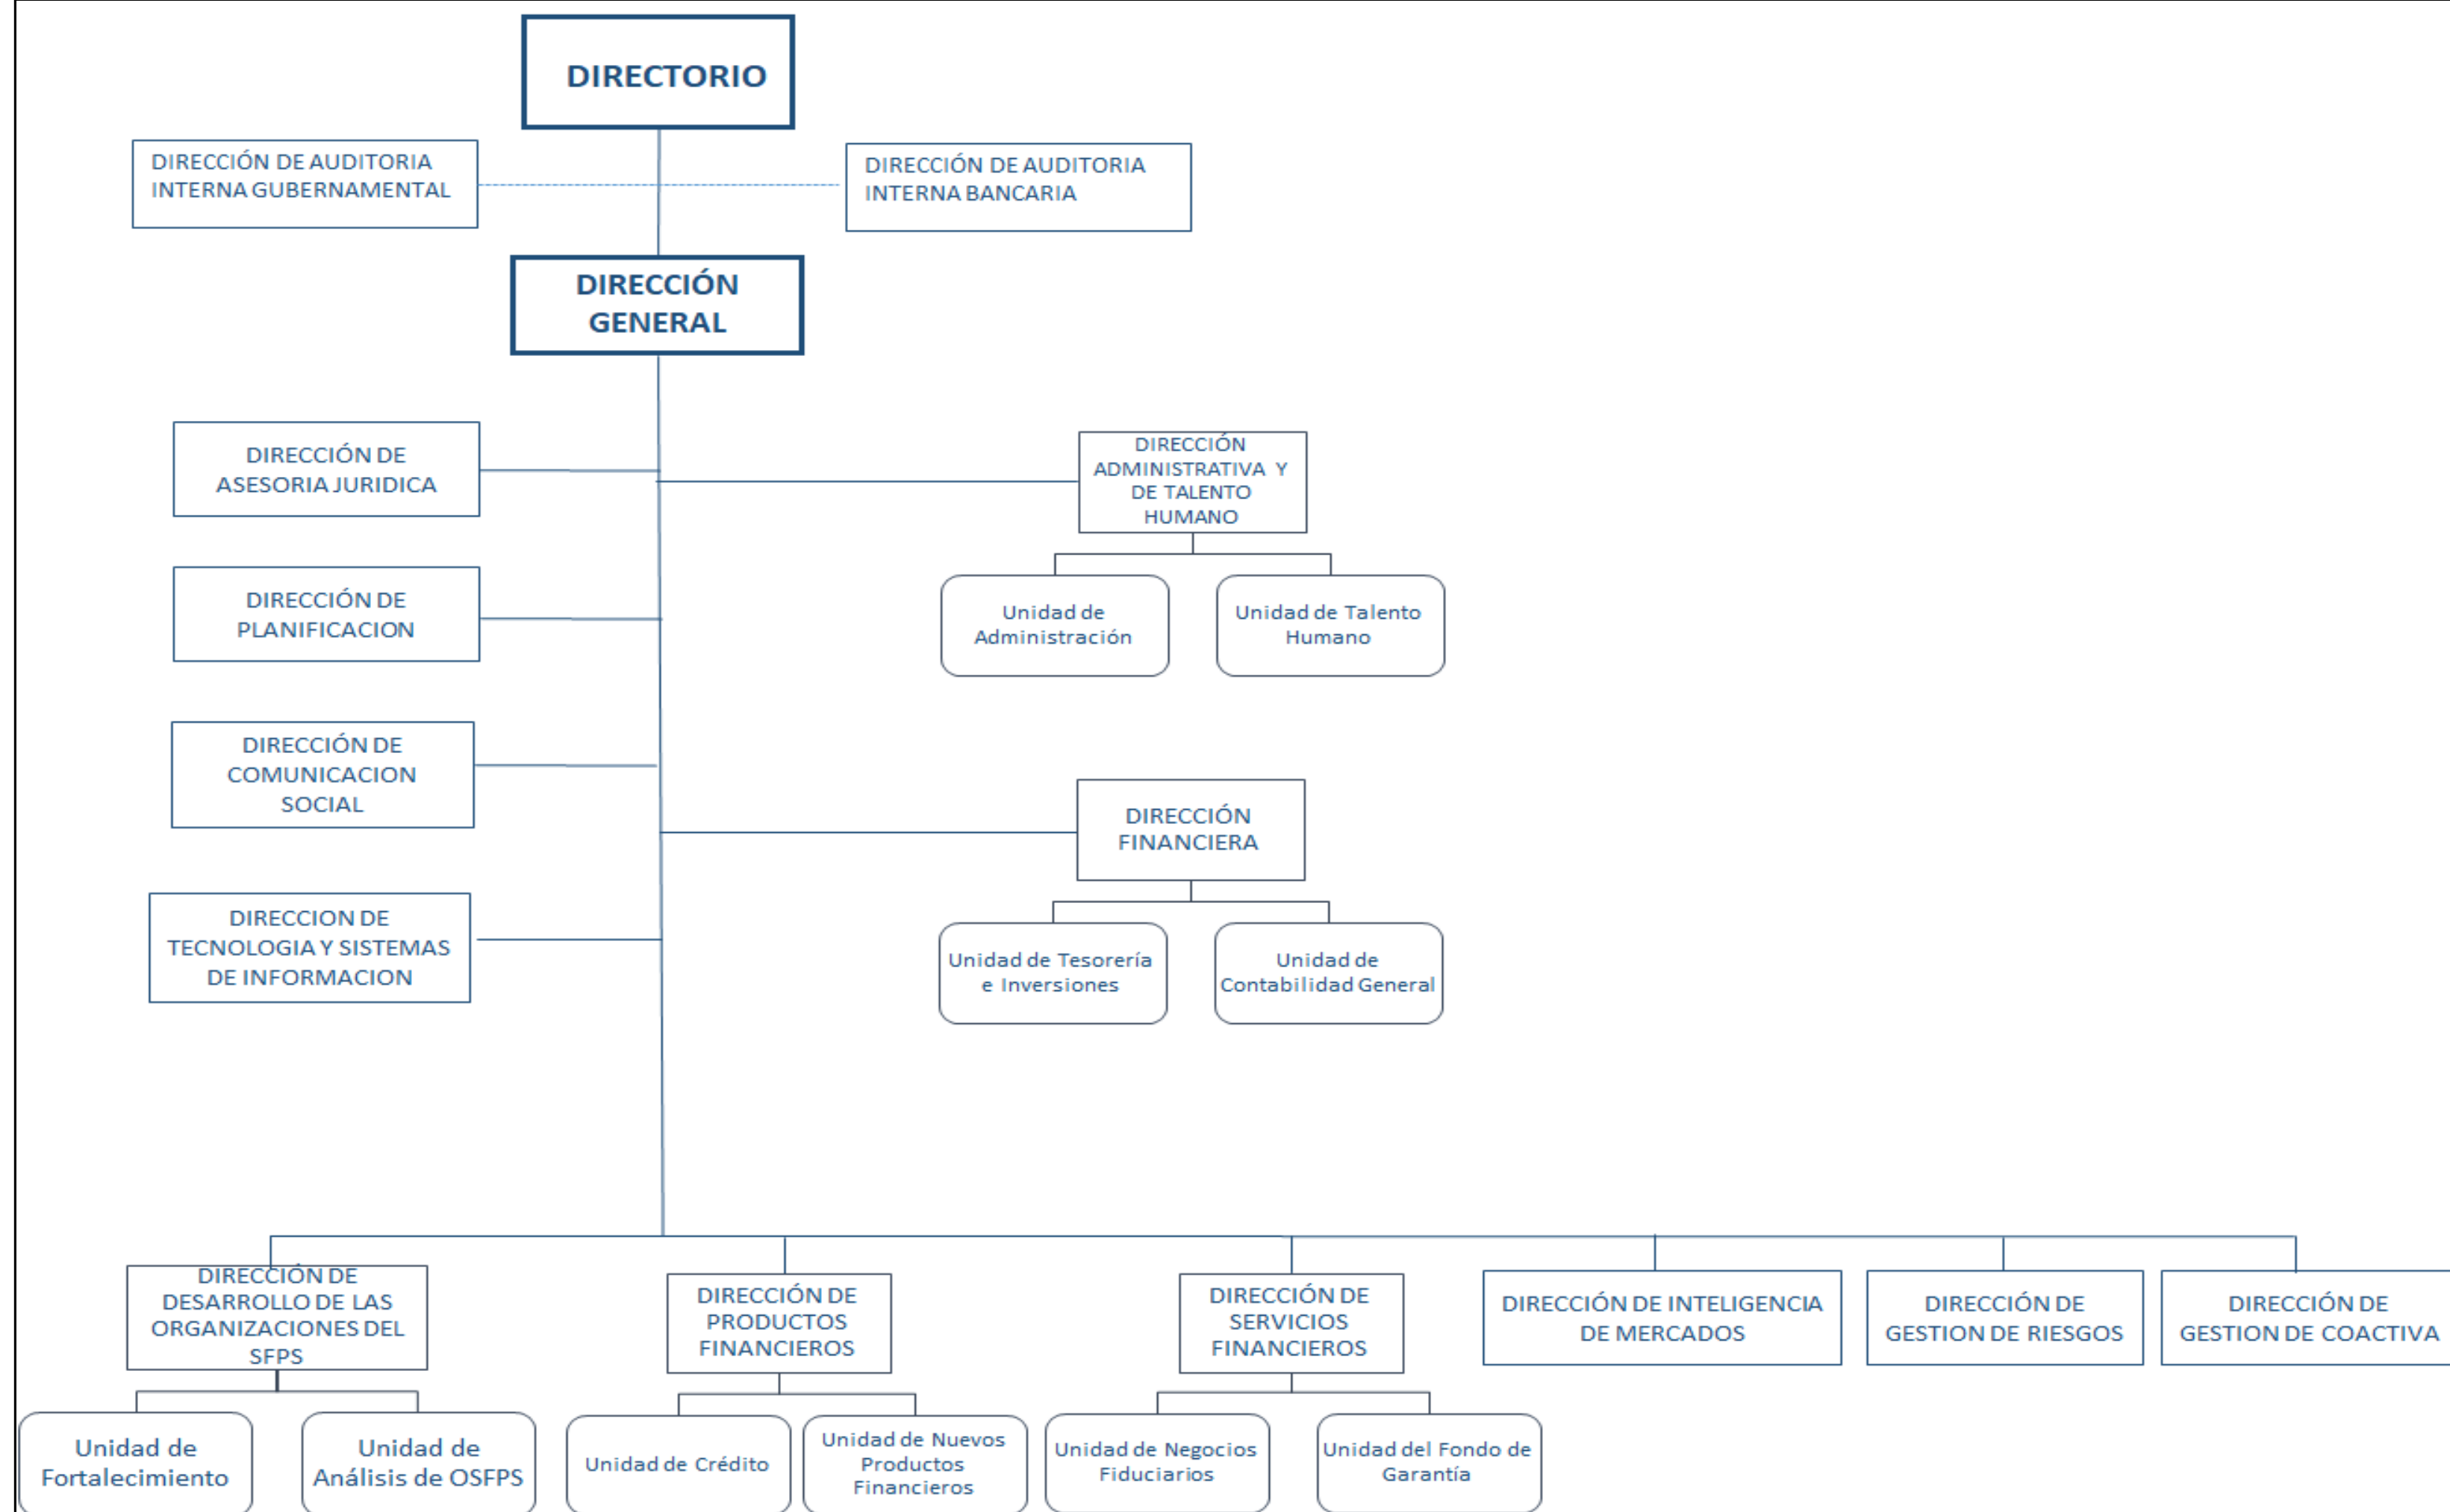 DIRECTORIO
DIRECCIÓN DE AUDITORIA
INTERNA GUBERNAMENTAL
DIRECCIÓN DE AUDITORIA
INTERNA BANCARIA
DIRECCIÓN
GENERAL
DIRECCIÓN DE
ASESORIA JURIDICA
DIRECCIÓN
ADMINISTRATIVA Y
DE TALENTO
HUMANO
Unidad de
Administración
Unidad de Talento
Humano
DIRECCIÓN DE
PLANIFICACION
DIRECCIÓN DE
COMUNICACION
SOCIAL
DIRECCIÓN
FINANCIERA
Unidad de Tesorería
e Inversiones
Unidad de
Contabilidad General
DIRECCION DE
TECNOLOGIA Y SISTEMAS
DE INFORMACION
DIRECCIÓN DE
DESARROLLO DE LAS
ORGANIZACIONES DEL
SFPS
DIRECCIÓN DE
PRODUCTOS
FINANCIEROS
DIRECCIÓN DE
SERVICIOS
FINANCIEROS
DIRECCIÓN DE INTELIGENCIA
DE MERCADOS
DIRECCIÓN DE
GESTION DE RIESGOS
DIRECCIÓN DE
GESTION DE COACTIVA
Unidad de
Fortalecimiento
Unidad de
Análisis de OSFPS
Unidad de Crédito
Unidad de Nuevos
Productos
Financieros
Unidad de Negocios
Fiduciarios
Unidad del Fondo de
Garantía